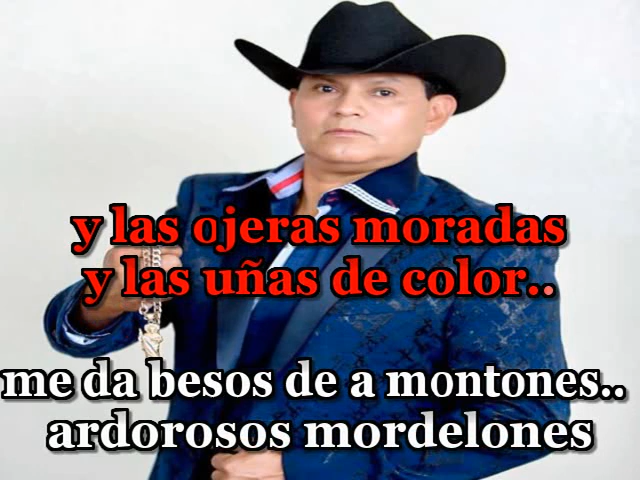 y las ojeras moradas
y las uñas de color..
me da besos de a montones..
ardorosos mordelones